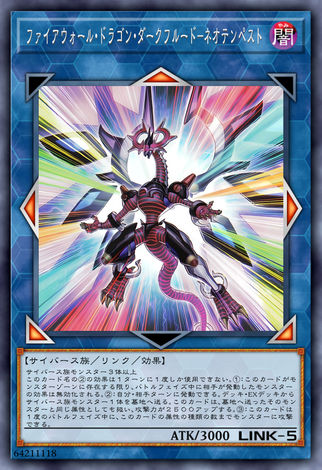 ファイアウォール・ドラゴン・ダークフルードーネオテンペスト
闇
【サイバース族／リンク／効果】
サイバース族モンスター3体以上
このカード名の②の効果は1ターンに1度しか使用できない。①:このカードがモ
ンスターゾーンに存在する限り、バトルフェイズ中に相手が発動したモンスター
の効果は無効化される。②:自分・相手ターンに発動できる。デッキ・EXデッキから
サイバース族モンスター1体を墓地へ送る。このカードは、墓地へ送ったそのモン
スターと同じ属性としても扱い、攻撃力が2500アップする。③:このカードは
1度のバトルフェイズ中に、このカードの属性の種類の数までモンスターに攻撃
できる。
ATK/3000 LINK-5
64211118